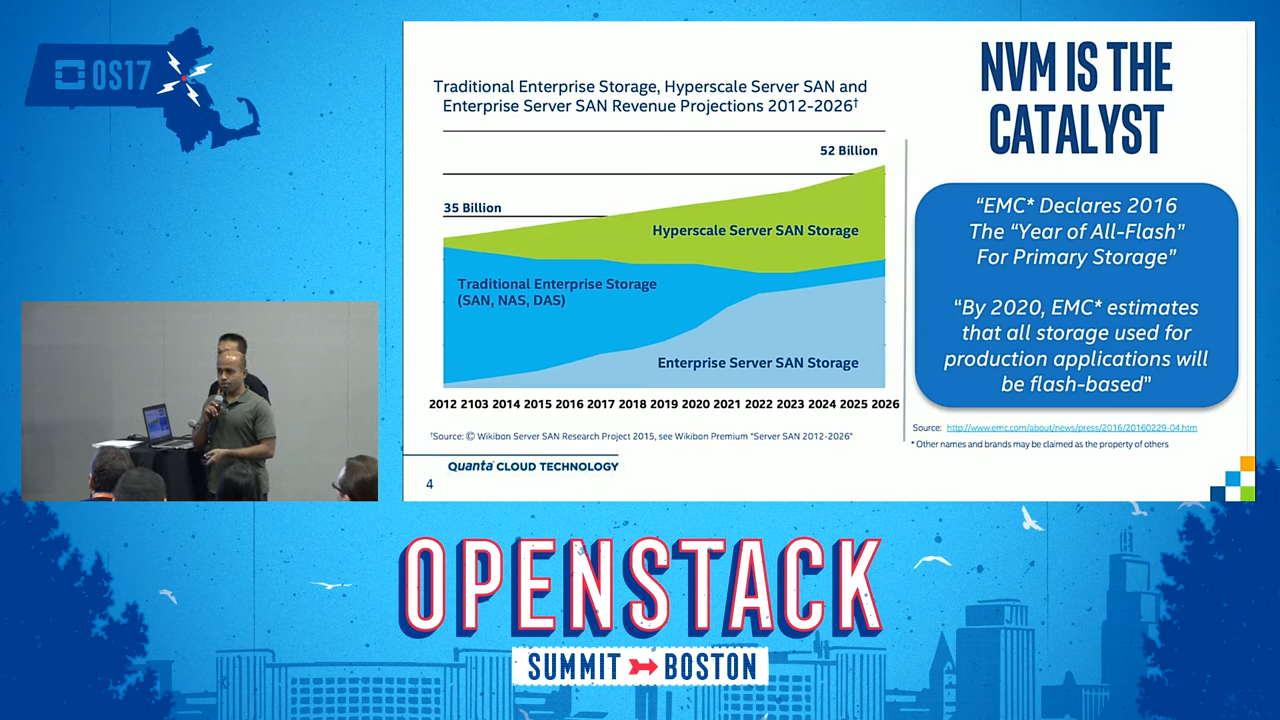 OS17
Traditional Enterprise Storage, Hyperscale Server SAN and
Enterprise Server SAN Revenue Projections 2012-2026†
52 Billion
35 Billion
Hyperscale Server SAN Storage
Traditional Enterprise Storage
(SAN, NAS, DAS)
Enterprise Server SAN Storage
2012 2103 2014 2015 2016 2017 2018 2019 2020 2021 2022 2023 2024 2025 2026
†Source: © Wikibon Server SAN Research Project 2015, see Wikibon Premium "Server SAN 2012-2026"
Quanta CLOUD TECHNOLOGY
4
NVM IS THE
CATALYST
“EMC* Declares 2016
The “Year of All-Flash”
For Primary Storage”
“By 2020, EMC* estimates
that all storage used for
production applications will
be flash-based”
Source: http://www.emc.com/about/news/press/2016/20160229-04.htm
* Other names and brands may be claimed as the property of others
OPENSTACK
SUMMIT BOSTON